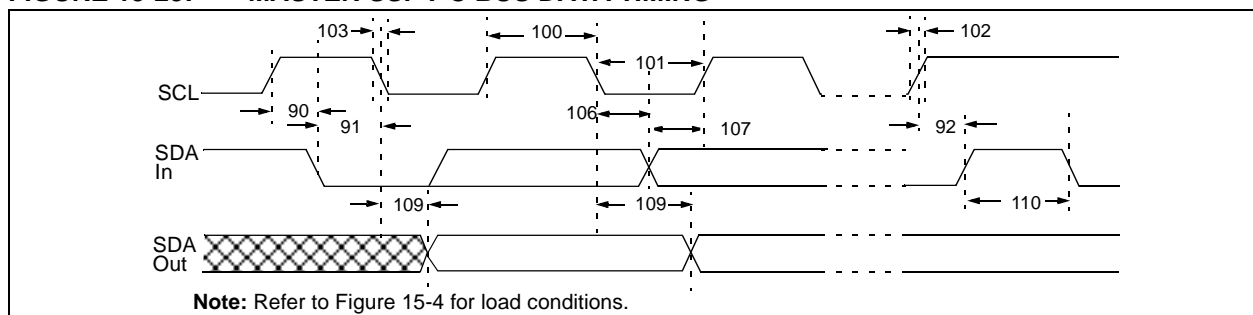 103
100
102
101
SCL
90
91
106
107
92
SDA
In
109
109
110
SDA
Out
Note: Refer to Figure 15-4 for load conditions.